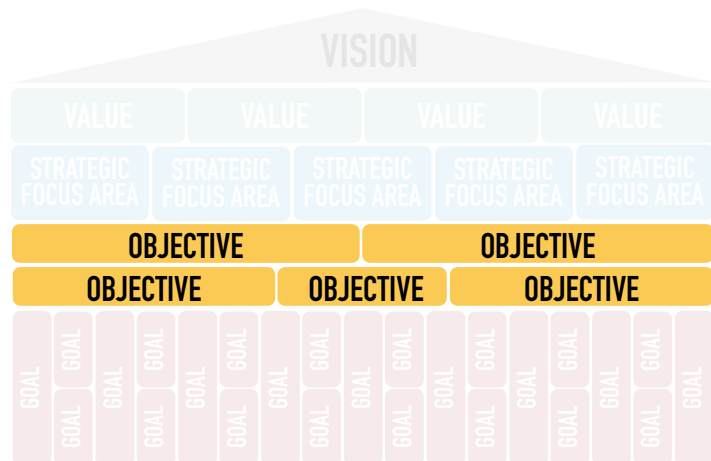 VISION
VALUE VALUE VALUE VALUE
STRATEGIC STRATEGIC STRATEGIC STRATEGIC STRATEGIC
FOCUS AREA FOCUS AREA FOCUS AREA FOCUS AREA FOCUS AREA
OBJECTIVE OBJECTIVE
OBJECTIVE OBJECTIVE OBJECTIVE
GOAL GOAL GOAL GOAL GOAL GOAL GOAL GOAL
GOAL GOAL GOAL GOAL GOAL GOAL GOAL GOAL GOAL
GOAL GOAL GOAL GOAL GOAL GOAL GOAL GOAL